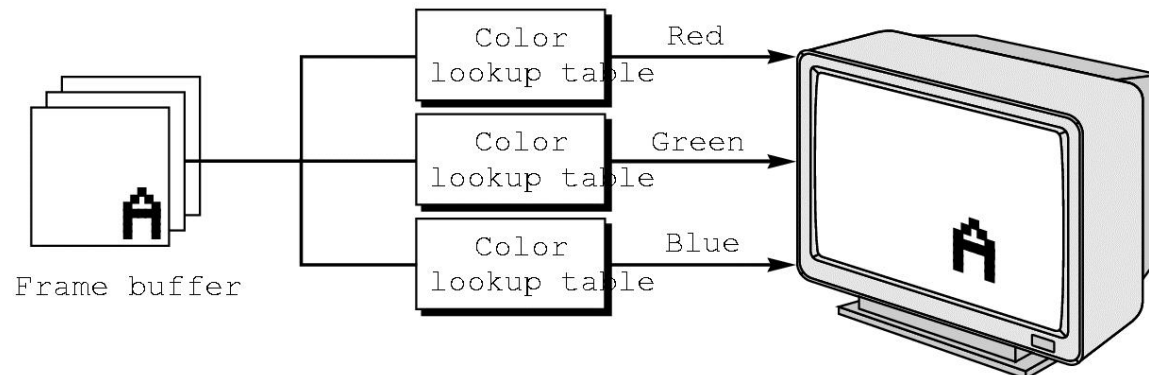 Color
lookup table
Red
Color
lookup table
Green
Color
lookup table
Blue
Frame buffer
A
A